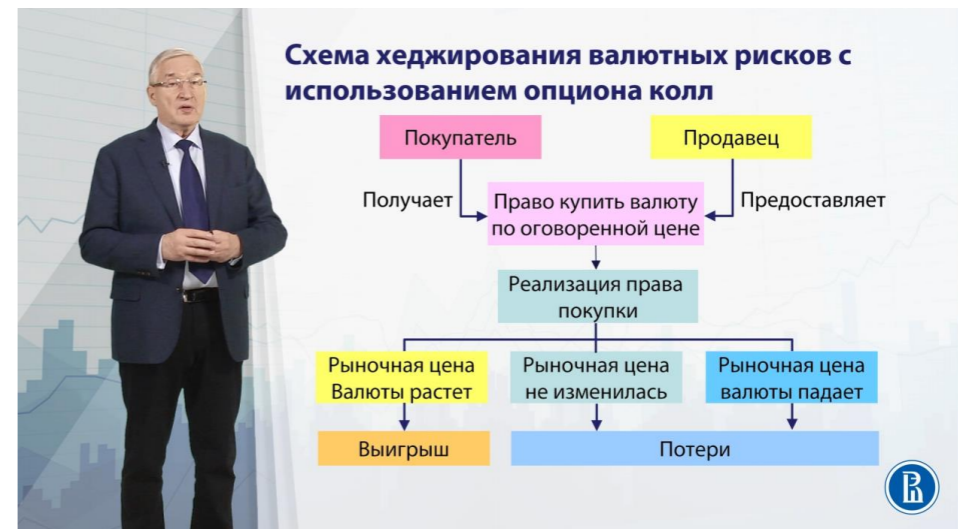 Схема хеджирования валютных рисков с
использованием опциона колл
Покупатель
Продавец
Получает
Право купить валюту
по оговоренной цене
Предоставляет
Реализация права
покупки
Рыночная цена
Валюты растет
Рыночная цена
не изменилась
Рыночная цена
валюты падает
Выигрыш
Потери